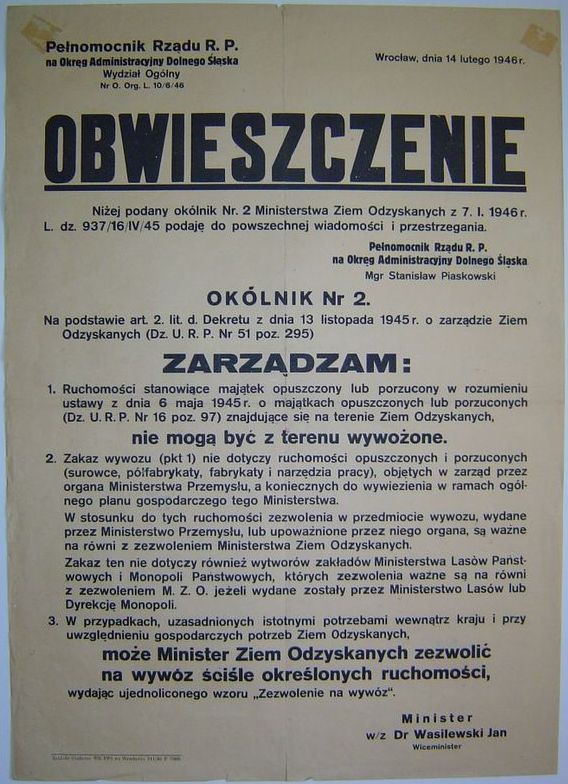 Pełnomocnik Rządu R. P.
na Okręg Administracyjny Dolnego Śląska
Wydział Ogólny
Nr O. Org. L. 10/6/46
Wrocław, dnia 14 lutego 1946 r.
OBWIESZCZENIE
Niżej podany okólnik Nr. 2 Ministerstwa Ziem Odzyskanych z 7. I. 1946 r.
L. dz. 937/16/IV/45 podaję do powszechnej wiadomości i przestrzegania.
Pełnomocnik Rządu R. P.
na Okręg Administracyjny Dolnego Śląska
Mgr Stanisław Piaskowski
OKÓLNIK Nr 2.
Na podstawie art. 2. lit. d. Dekretu z dnia 13 listopada 1945 r. o zarządzie Ziem
Odzyskanych (Dz. U. R. P. Nr 51 poz. 295)
ZARZĄDZAM:
1. Ruchomości stanowiące majątek opuszczony lub porzucony w rozumieniu
ustawy z dnia 6 maja 1945 r. o majątkach opuszczonych lub porzuconych
(Dz. U. R. P. Nr 16 poz. 97) znajdujące się na terenie Ziem Odzyskanych,
nie mogą być z terenu wywożone.
2. Zakaz wywozu (pkt 1) nie dotyczy ruchomości opuszczonych i porzuconych
(surowce, półfabrykaty, fabrykaty i narzędzia pracy), objętych w zarząd przez
organa Ministerstwa Przemysłu, a koniecznych do wywiezienia w ramach ogól-
nego planu gospodarczego tego Ministerstwa.
W stosunku do tych ruchomości zezwolenia w przedmiocie wywozu, wydane
przez Ministerstwo Przemysłu, lub upoważnione przez niego organa, są ważne
na równi z zezwoleniem Ministerstwa Ziem Odzyskanych.
Zakaz ten nie dotyczy również wytworów zakładów Ministerstwa Lasów Państ-
wowych i Monopoli Państwowych, których zezwolenia ważne są na równi
z zezwoleniem M. Z. O. jeżeli wydane zostały przez Ministerstwo Lasów lub
Dyrekcję Monopoli.
3. W przypadkach, uzasadnionych istotnymi potrzebami wewnątrz kraju i przy
uwzględnieniu gospodarczych potrzeb Ziem Odzyskanych,
może Minister Ziem Odzyskanych zezwolić
na wywóz ściśle określonych ruchomości,
wydając ujednoliconego wzoru „Zezwolenie na wywóz“.
Minister
w/z Dr Wasilewski Jan
Wiceminister